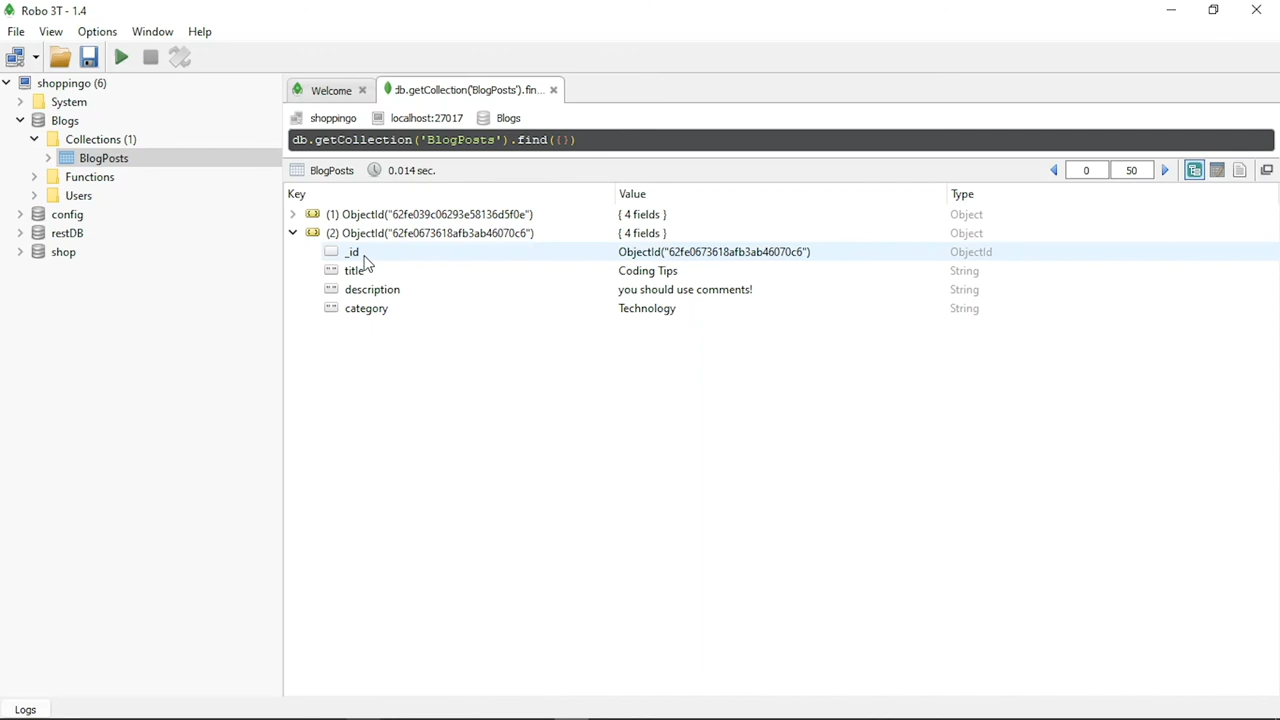 Robo 3T - 1.4
File View Options Window Help
shoppingo (6)
System
Blogs
Collections (1)
BlogPosts
Functions
Users
config
restDB
shop
Welcome
db.getCollection('BlogPosts').fin...
shoppingo localhost:27017 Blogs
db.getCollection('BlogPosts').find({})
BlogPosts 0.014 sec. 0 50
Key Value Type
(1) ObjectId("62fe039c06293e58136d5f0e") { 4 fields } Object
(2) ObjectId("62fe0673618afb3ab46070c6") { 4 fields } Object
_id ObjectId("62fe0673618afb3ab46070c6") ObjectId
title Coding Tips String
description you should use comments! String
category Technology String
Logs